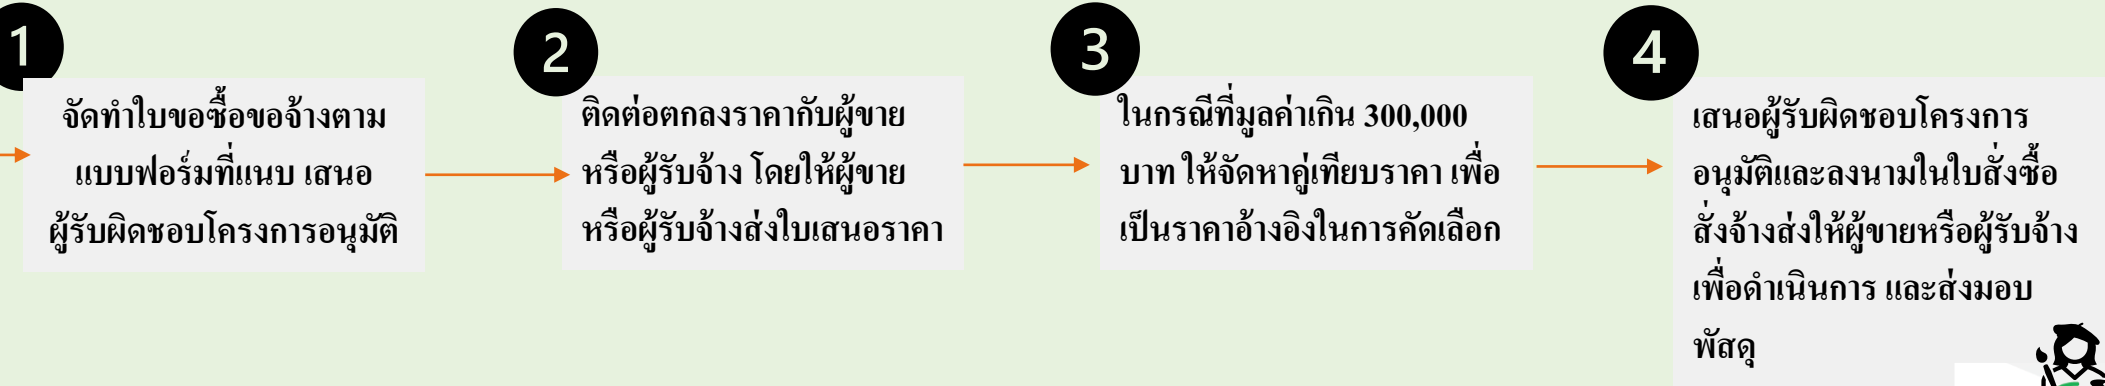 1
จัดทำใบขอซื้อขอจ้างตาม
แบบฟอร์มที่แนบ เสนอ
ผู้รับผิดชอบโครงการอนุมัติ
2
ติดต่อตกลงราคากับผู้ขาย
หรือผู้รับจ้าง โดยให้ผู้ขาย
หรือผู้รับจ้างส่งใบเสนอราคา
3
ในกรณีที่มูลค่าเกิน 300,000
บาท ให้จัดหาคู่เทียบราคา เพื่อ
เป็นราคาอ้างอิงในการคัดเลือก
4
เสนอผู้รับผิดชอบโครงการ
อนุมัติและลงนามในใบสั่งซื้อ
สั่งจ้างส่งให้ผู้ขายหรือผู้รับจ้าง
เพื่อดำเนินการ และส่งมอบ
พัสดุ